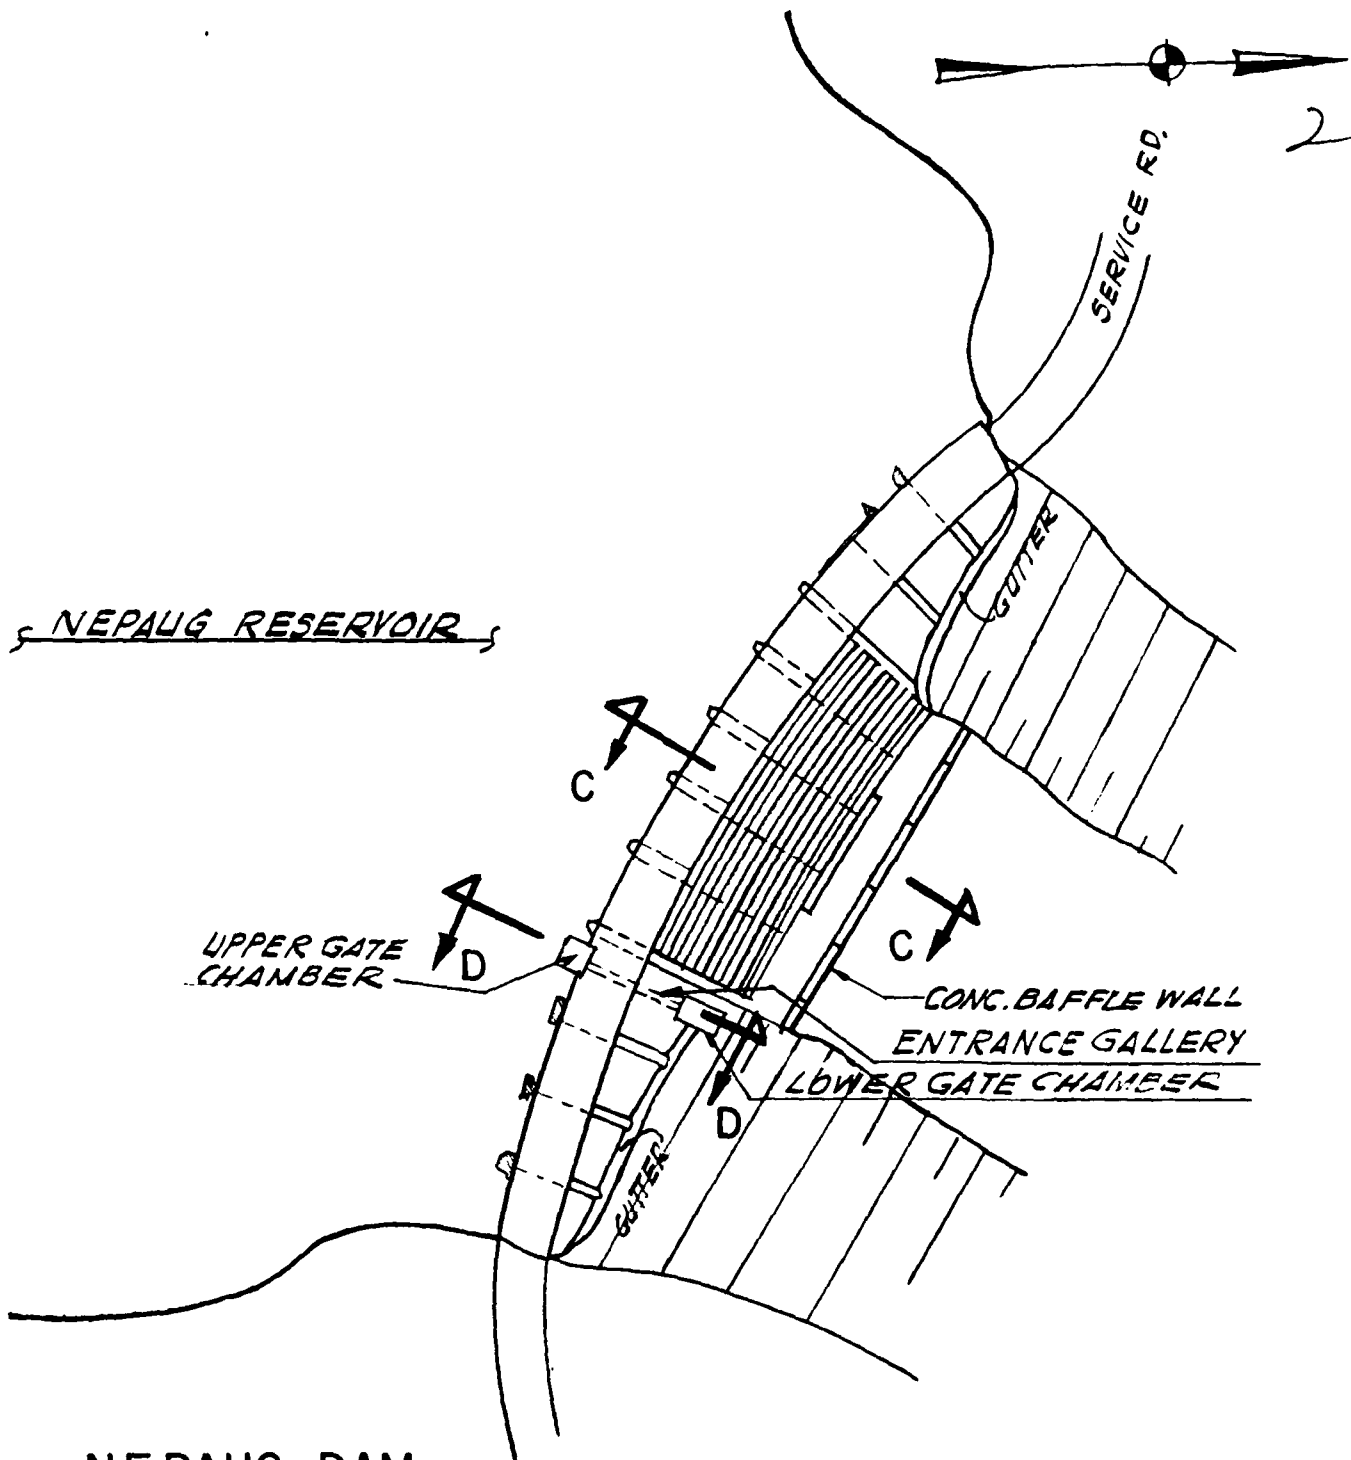 2
SERVICE RD.
GUTTER
NEPAUG RESERVOIR
C
C
UPPER GATE
CHAMBER
D
CONC. BAFFLE WALL
ENTRANCE GALLERY
LOWER GATE CHAMBER
D
GUTTER
NEPAUG DAM